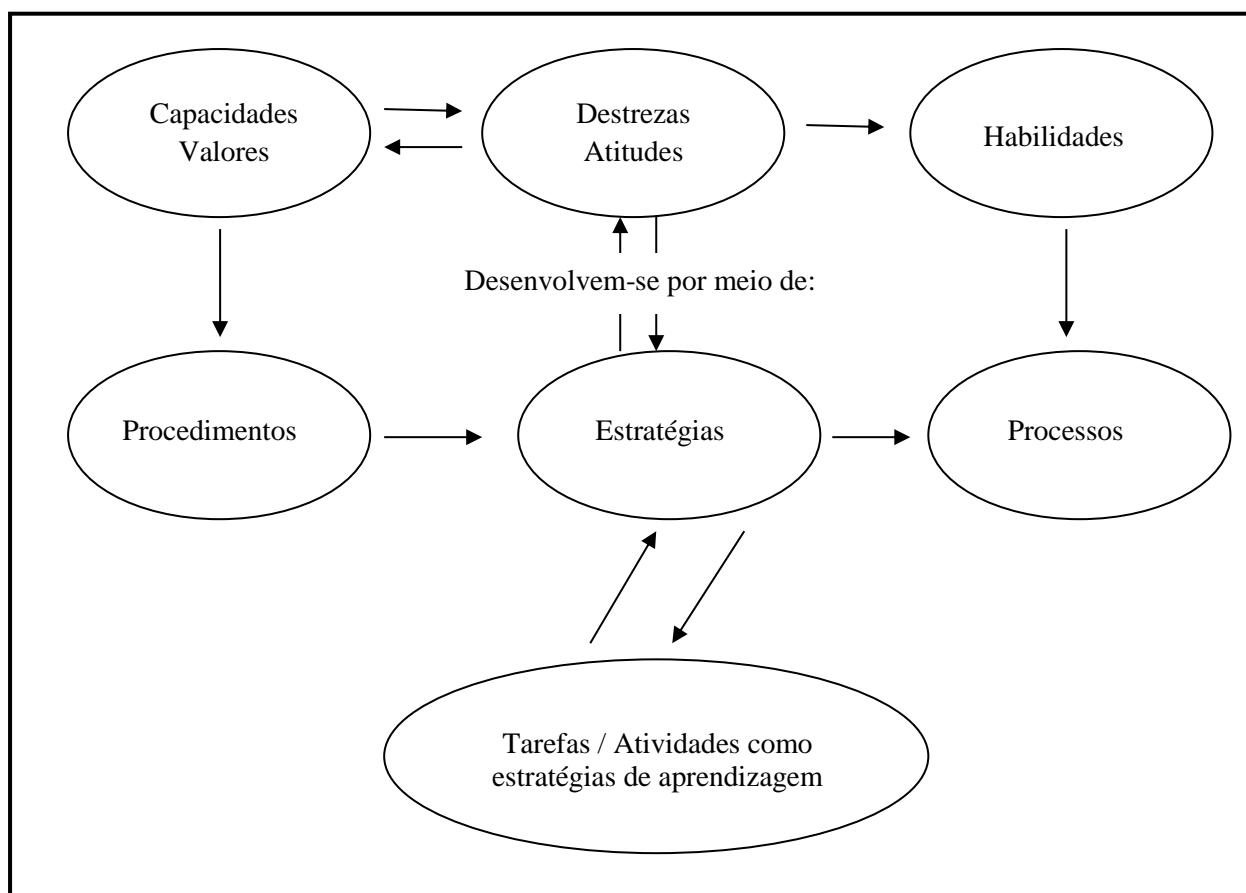 Capacidades
Valores
Destrezas
Atitudes
Habilidades
Desenvolvem-se por meio de:
Procedimentos
Estratégias
Processos
Tarefas / Atividades como
estratégias de aprendizagem